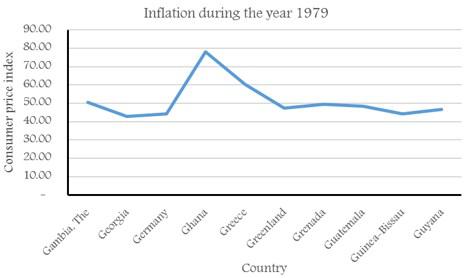 Inflation during the year 1979
Consumer price index
90.00
80.00
70.00
60.00
50.00
40.00
30.00
20.00
10.00
-
Gambia, The
Georgia
Germany
Ghana
Greece
Greenland
Grenada
Guatemala
Guinea-Bissau
Guyana
Country